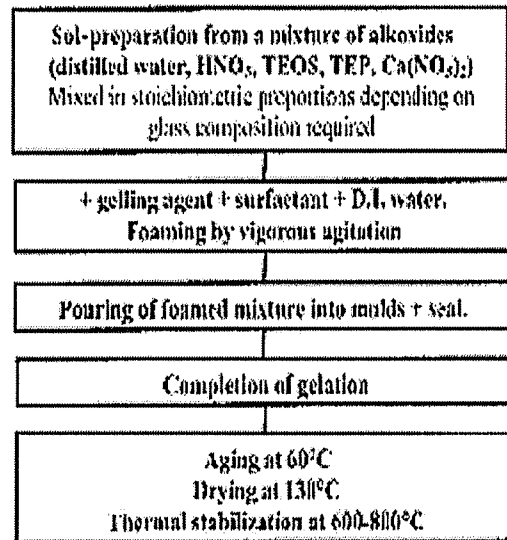 Sol-preparation from a mixture of alkoxides
(distilled water, HNO₃, TEOS, TEP, Ca(NO₃)₂)
Mixed in stoichiometric proportions depending on
glass composition required
+ gelling agent + surfactant + D.I. water.
Foaming by vigorous agitation
Pouring of foamed mixture into molds + seal.
Completion of gelation
Aging at 60°C
Drying at 130°C
Thermal stabilization at 600-800°C